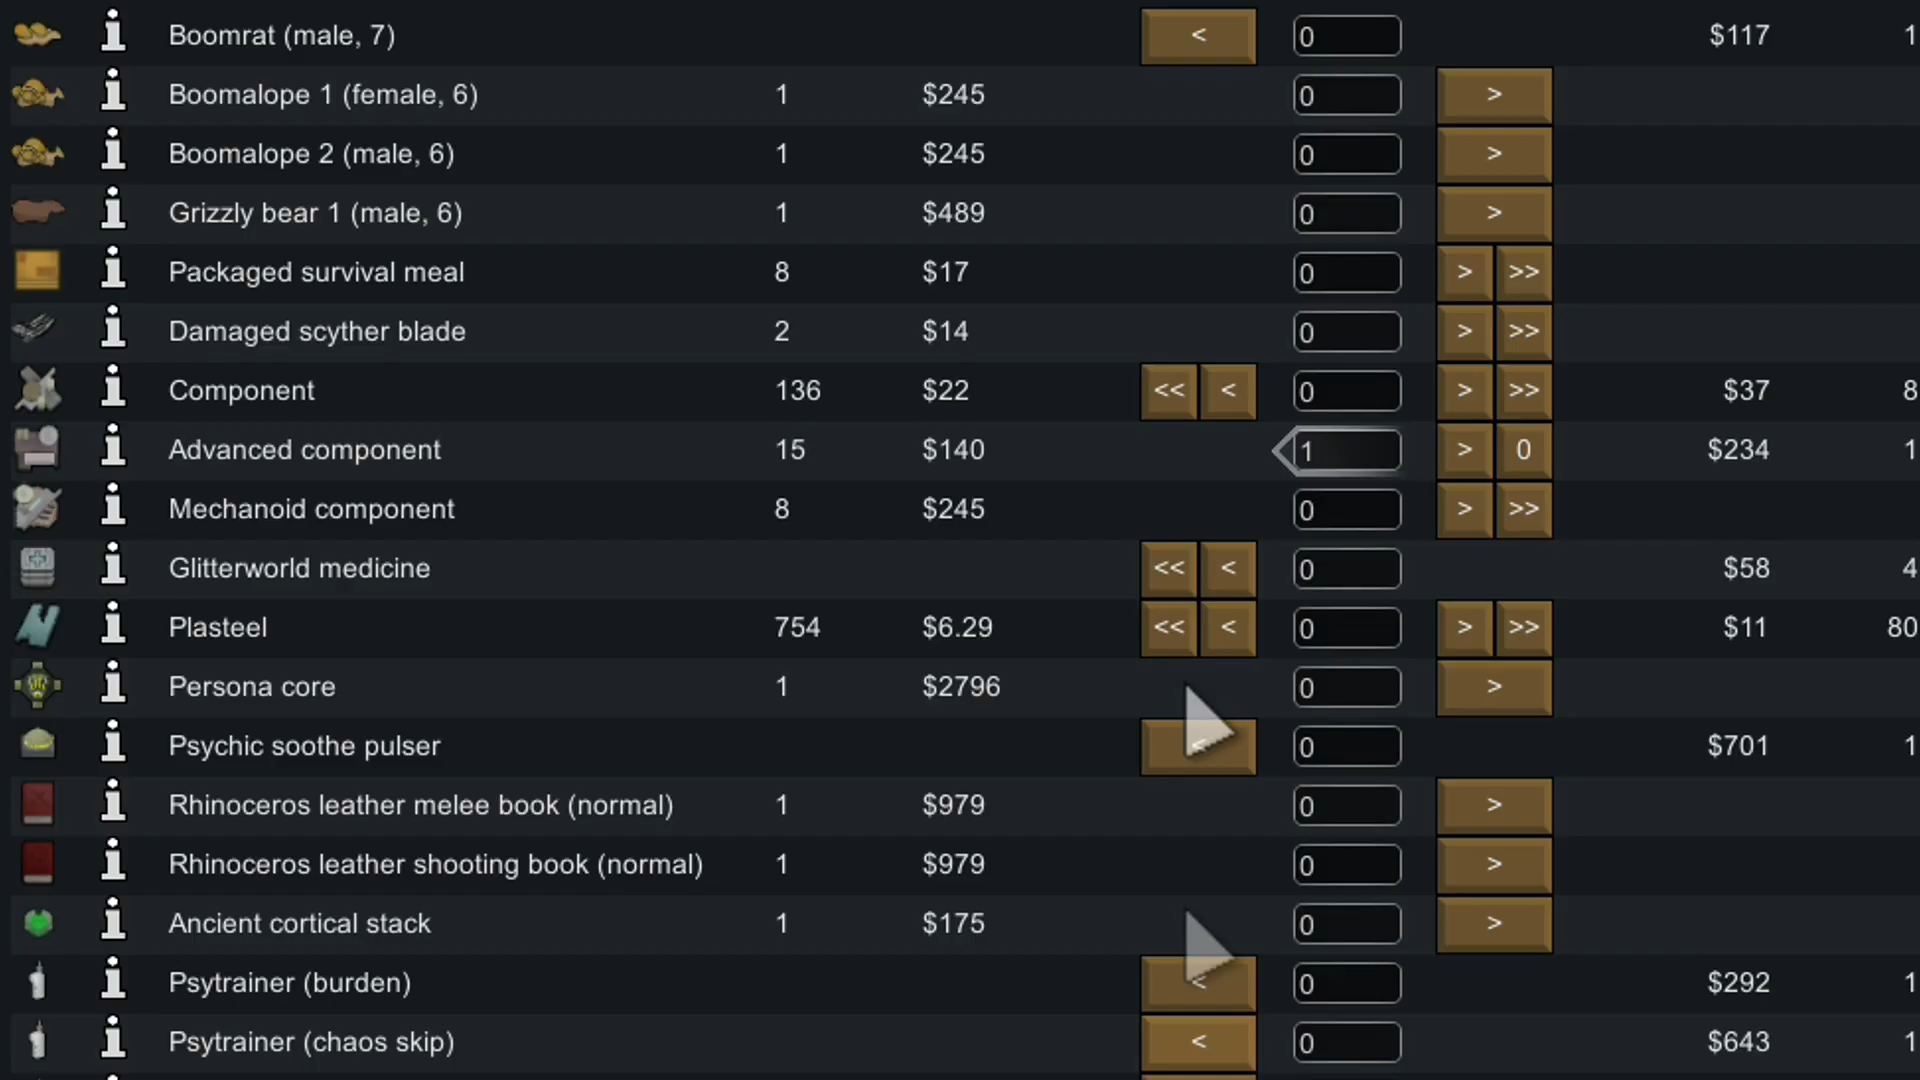 Boomrat (male, 7) < 0 $117 1
Boomalope 1 (female, 6) 1 $245 0 >
Boomalope 2 (male, 6) 1 $245 0 >
Grizzly bear 1 (male, 6) 1 $489 0 >
Packaged survival meal 8 $17 0 > >>
Damaged scyther blade 2 $14 0 > >>
Component 136 $22 << < 0 > >> $37 8
Advanced component 15 $140 1 > 0 $234 1
Mechanoid component 8 $245 0 > >>
Glitterworld medicine << < 0 $58 4
Plasteel 754 $6.29 << < 0 > >> $11 80
Persona core 1 $2796 0 >
Psychic soothe pulser < 0 $701 1
Rhinoceros leather melee book (normal) 1 $979 0 >
Rhinoceros leather shooting book (normal) 1 $979 0 >
Ancient cortical stack 1 $175 0 >
Psytrainer (burden) < 0 $292 1
Psytrainer (chaos skip) < 0 $643 1